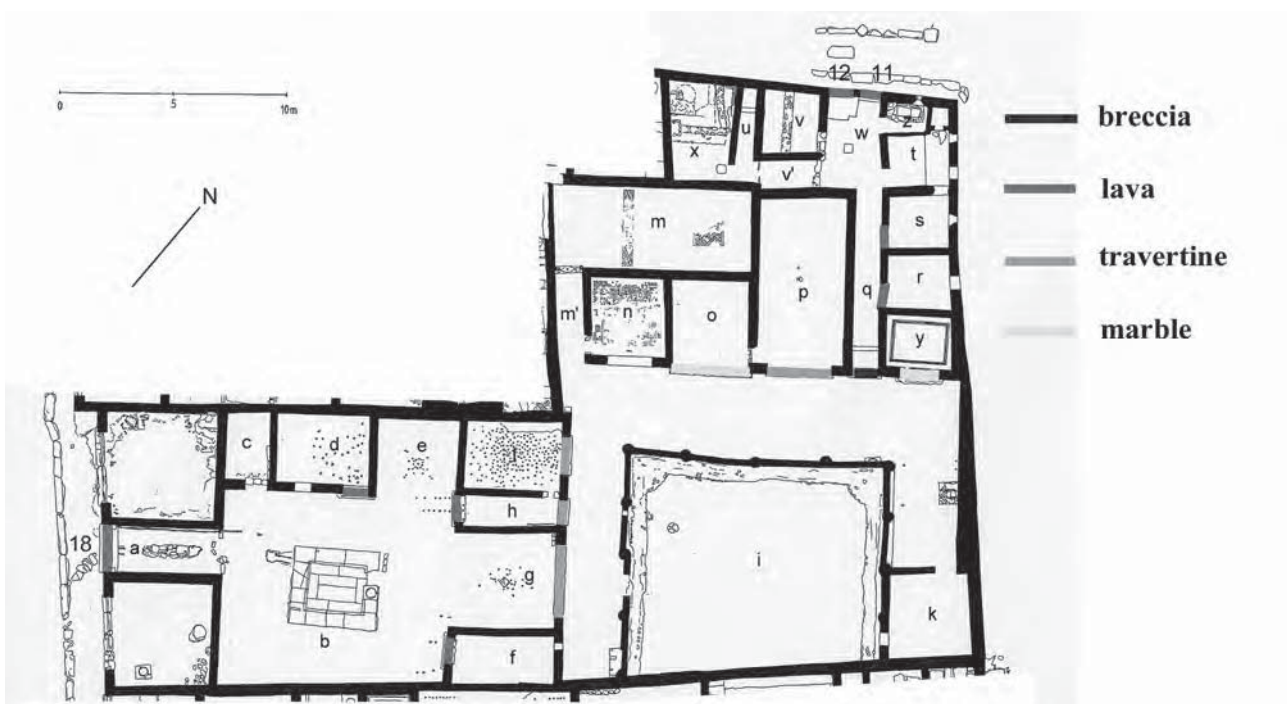 12 11
breccia
z
u v w
x t
0 5 10m
v'
lava
N
s
m
travertine
r
p q
m' n o
marble
y
c d e l
h
18 a
g
i
k
b f